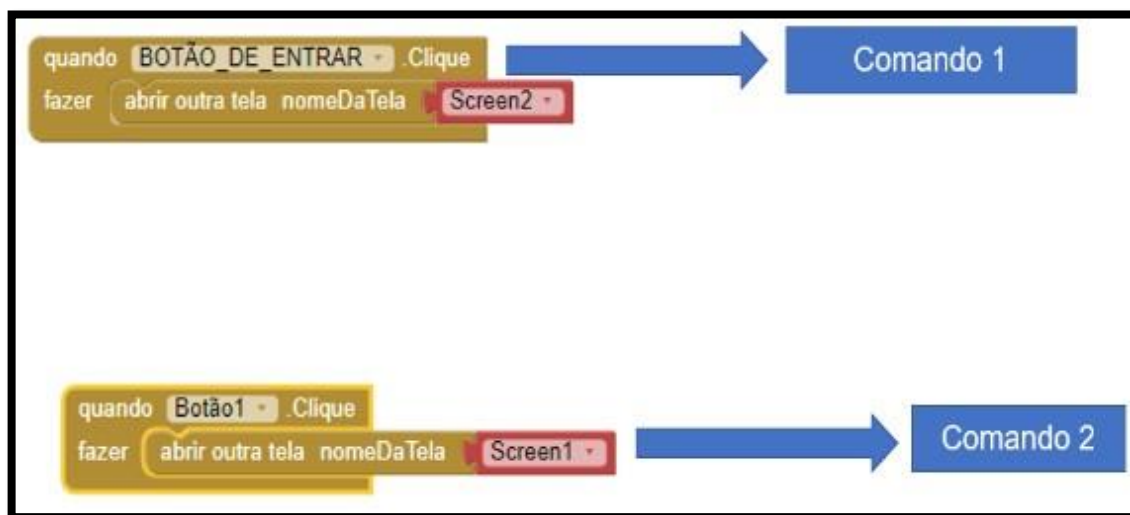 quando BOTÃO_DE_ENTRAR .Clique
fazer abrir outra tela nomeDaTela Screen2
Comando 1
quando Botão1 .Clique
fazer abrir outra tela nomeDaTela Screen1
Comando 2